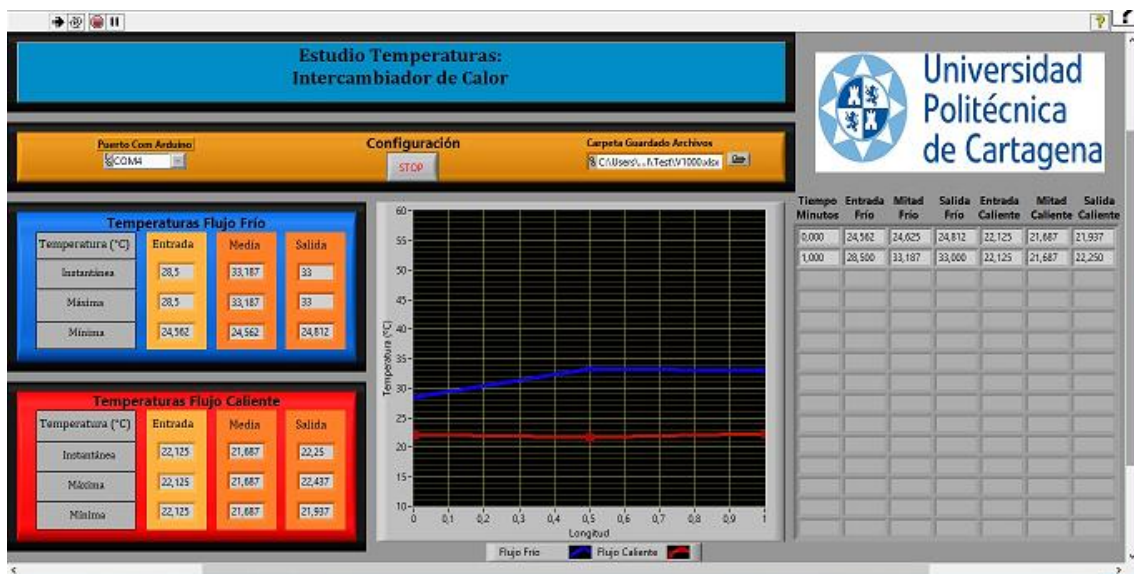 Estudio Temperaturas:
Intercambiador de Calor
Universidad
Politécnica
de Cartagena
Puerto Com Arduino
COM4
Configuración
STOP
Carpeta Guardado Archivos
C:\Users\...\Test\V1000.xlsx
Temperaturas Flujo Frío
Temperatura (°C) Entrada Media Salida
Instantánea 28,5 33,187 33
Máxima 28,5 33,187 33
Mínima 24,562 24,562 24,812
Temperaturas Flujo Caliente
Temperatura (°C) Entrada Media Salida
Instantánea 22,125 21,687 22,25
Máxima 22,125 21,687 22,437
Mínima 22,125 21,687 21,937
Temperatura (°C)
60
55
50
45
40
35
30
25
20
15
10
0 0,1 0,2 0,3 0,4 0,5 0,6 0,7 0,8 0,9 1
Longitud
Flujo Frio Flujo Caliente
Tiempo Entrada Mitad Salida Entrada Mitad Salida
Minutos Frío Frío Frío Caliente Caliente Caliente
0,000 24,562 24,625 24,812 22,125 21,687 21,937
1,000 28,500 33,187 33,000 22,125 21,687 22,250